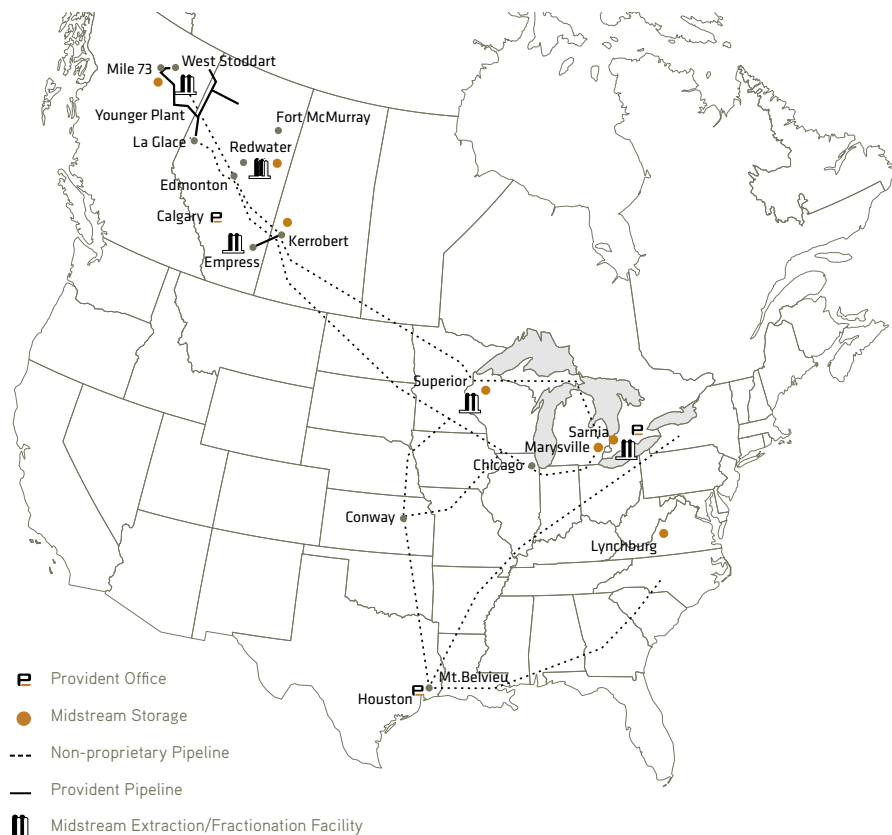 West Stoddart
Mile 73
Younger Plant
Fort McMurray
La Glace
Redwater
Edmonton
Calgary
Kerrobert
Empress
Superior
Sarnia
Marysville
Chicago
Conway
Lynchburg
Mt.Belvieu
Houston
Provident Office
Midstream Storage
Non-proprietary Pipeline
Provident Pipeline
Midstream Extraction/Fractionation Facility